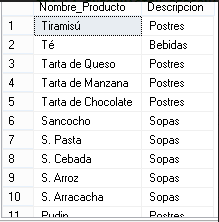 Nombre_Producto Descripcion
1 Tiramisú Postres
2 Té Bebidas
3 Tarta de Queso Postres
4 Tarta de Manzana Postres
5 Tarta de Chocolate Postres
6 Sancocho Sopas
7 S. Pasta Sopas
8 S. Cebada Sopas
9 S. Arroz Sopas
10 S. Arracacha Sopas
11 Pudin Postres